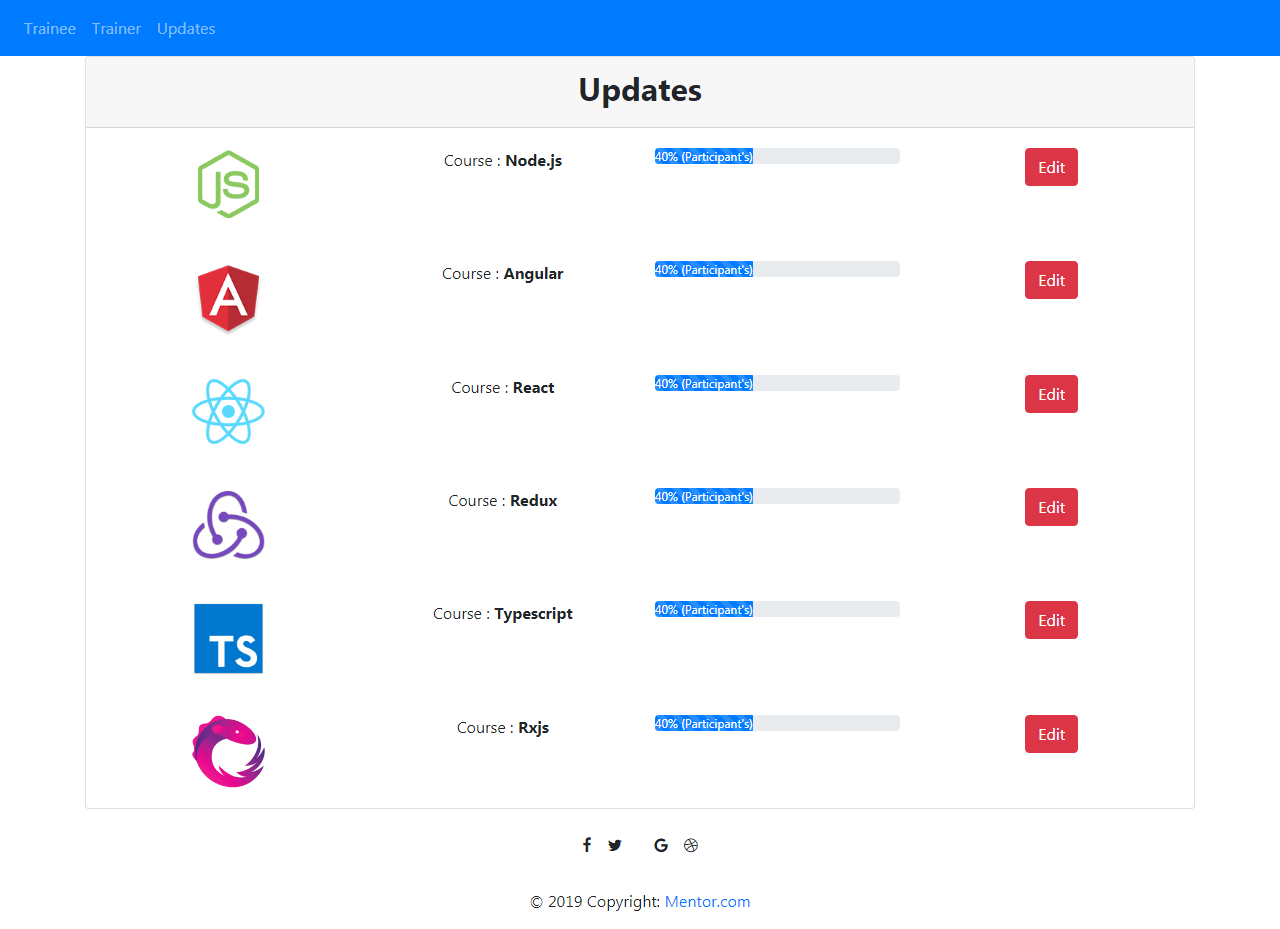 Trainee Trainer Updates
Updates
JS Course : Node.js 40% (Participant's) Edit
A Course : Angular 40% (Participant's) Edit
Course : React 40% (Participant's) Edit
Course : Redux 40% (Participant's) Edit
TS Course : Typescript 40% (Participant's) Edit
Course : Rxjs 40% (Participant's) Edit
© 2019 Copyright: Mentor.com